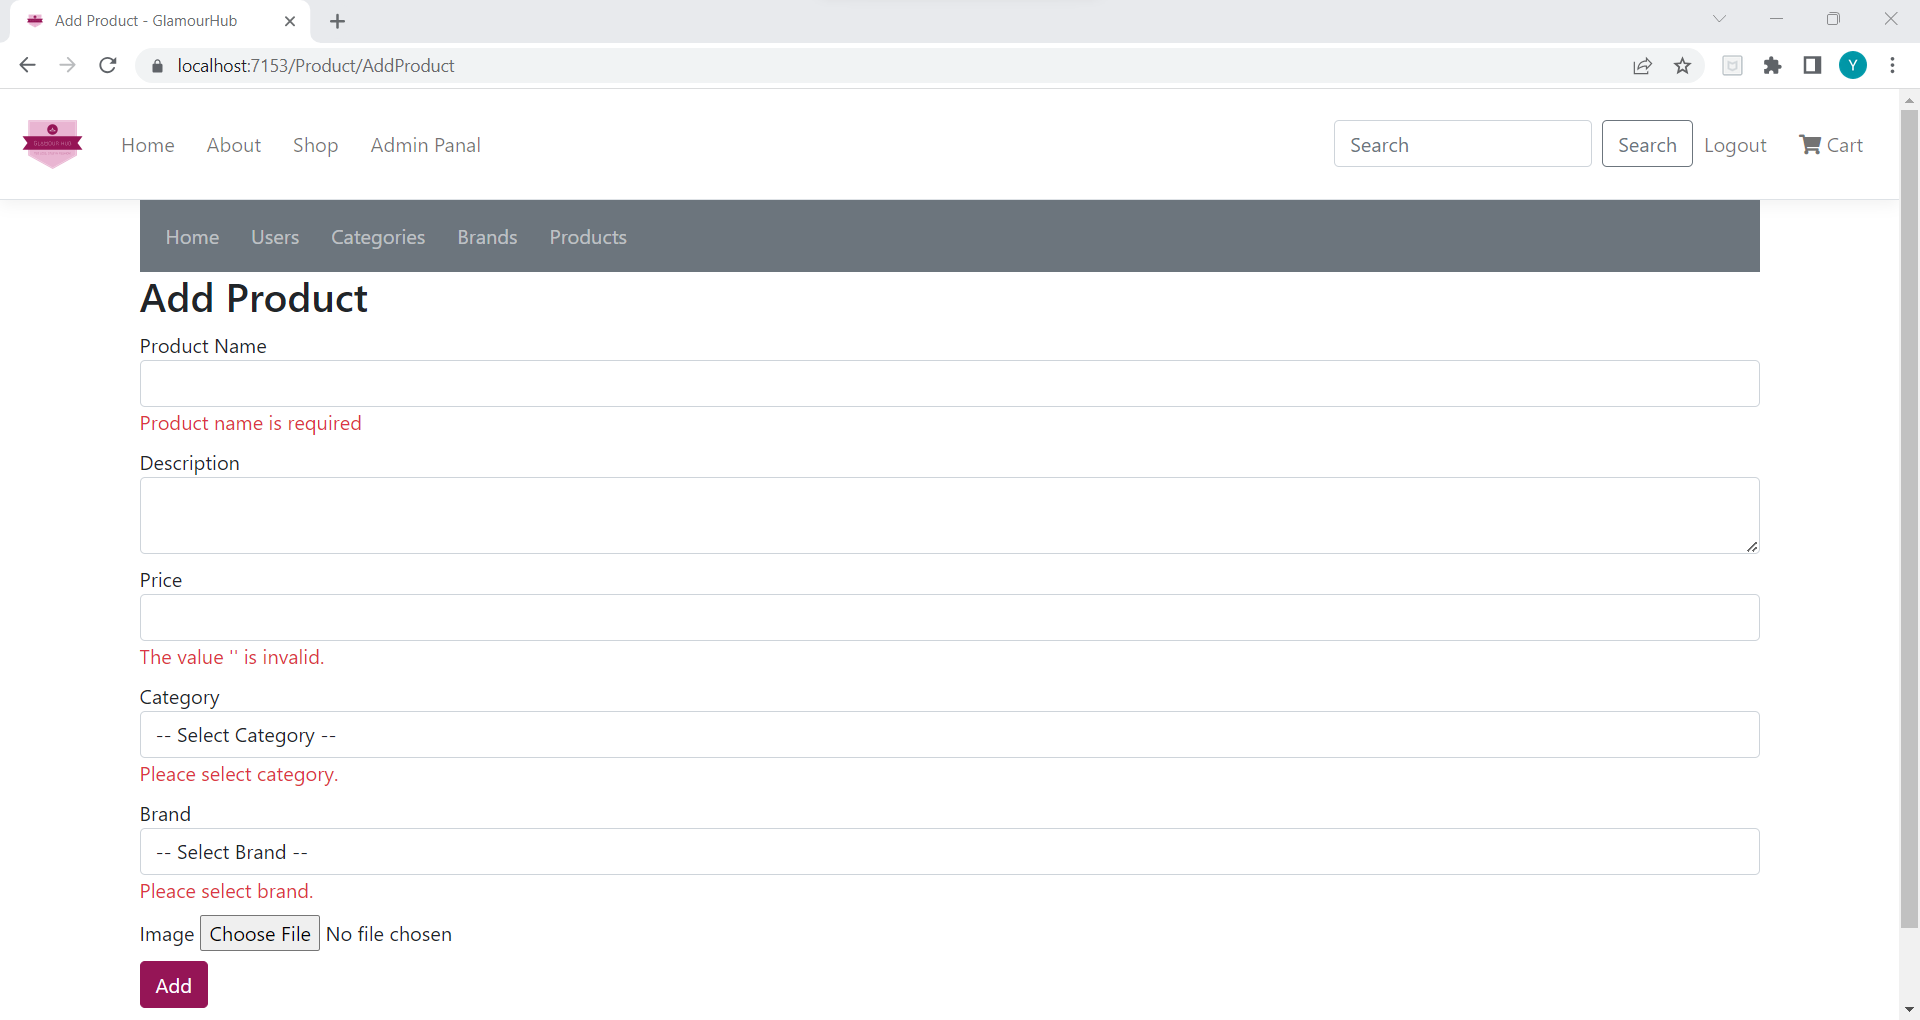 Add Product - GlamourHub
localhost:7153/Product/AddProduct
Y
GLAMOUR HUB
Home About Shop Admin Panal Search Search Logout Cart
Home Users Categories Brands Products
Add Product
Product Name
Product name is required
Description
Price
The value '' is invalid.
Category
-- Select Category --
Pleace select category.
Brand
-- Select Brand --
Pleace select brand.
Image Choose File No file chosen
Add